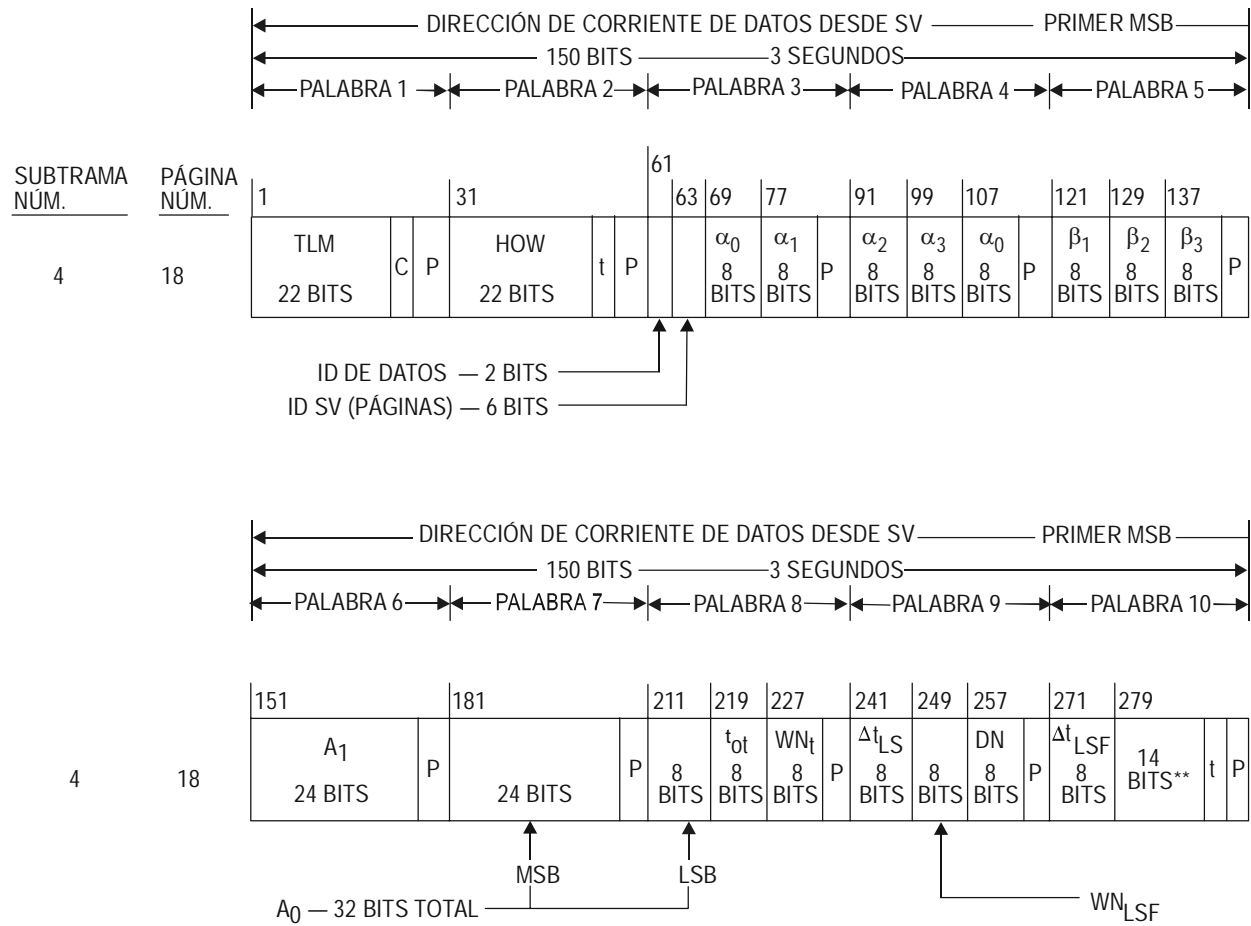 DIRECCIÓN DE CORRIENTE DE DATOS DESDE SV PRIMER MSB
150 BITS 3 SEGUNDOS
PALABRA 1 PALABRA 2 PALABRA 3 PALABRA 4 PALABRA 5
SUBTRAMA NÚM. PÁGINA NÚM.
1 31 61 63 69 77 91 99 107 121 129 137
4 18
TLM 22 BITS C P HOW 22 BITS t P α0 8 BITS α1 8 BITS P α2 8 BITS α3 8 BITS α0 8 BITS P β1 8 BITS β2 8 BITS β3 8 BITS P
ID DE DATOS — 2 BITS
ID SV (PÁGINAS) — 6 BITS
DIRECCIÓN DE CORRIENTE DE DATOS DESDE SV PRIMER MSB
150 BITS 3 SEGUNDOS
PALABRA 6 PALABRA 7 PALABRA 8 PALABRA 9 PALABRA 10
151 181 211 219 227 241 249 257 271 279
4 18
A1 24 BITS P 24 BITS P 8 BITS tot 8 BITS WNt 8 BITS P ΔtLS 8 BITS 8 BITS DN 8 BITS P ΔtLSF 8 BITS 14 BITS** t P
MSB LSB
A0 — 32 BITS TOTAL
WNLSF